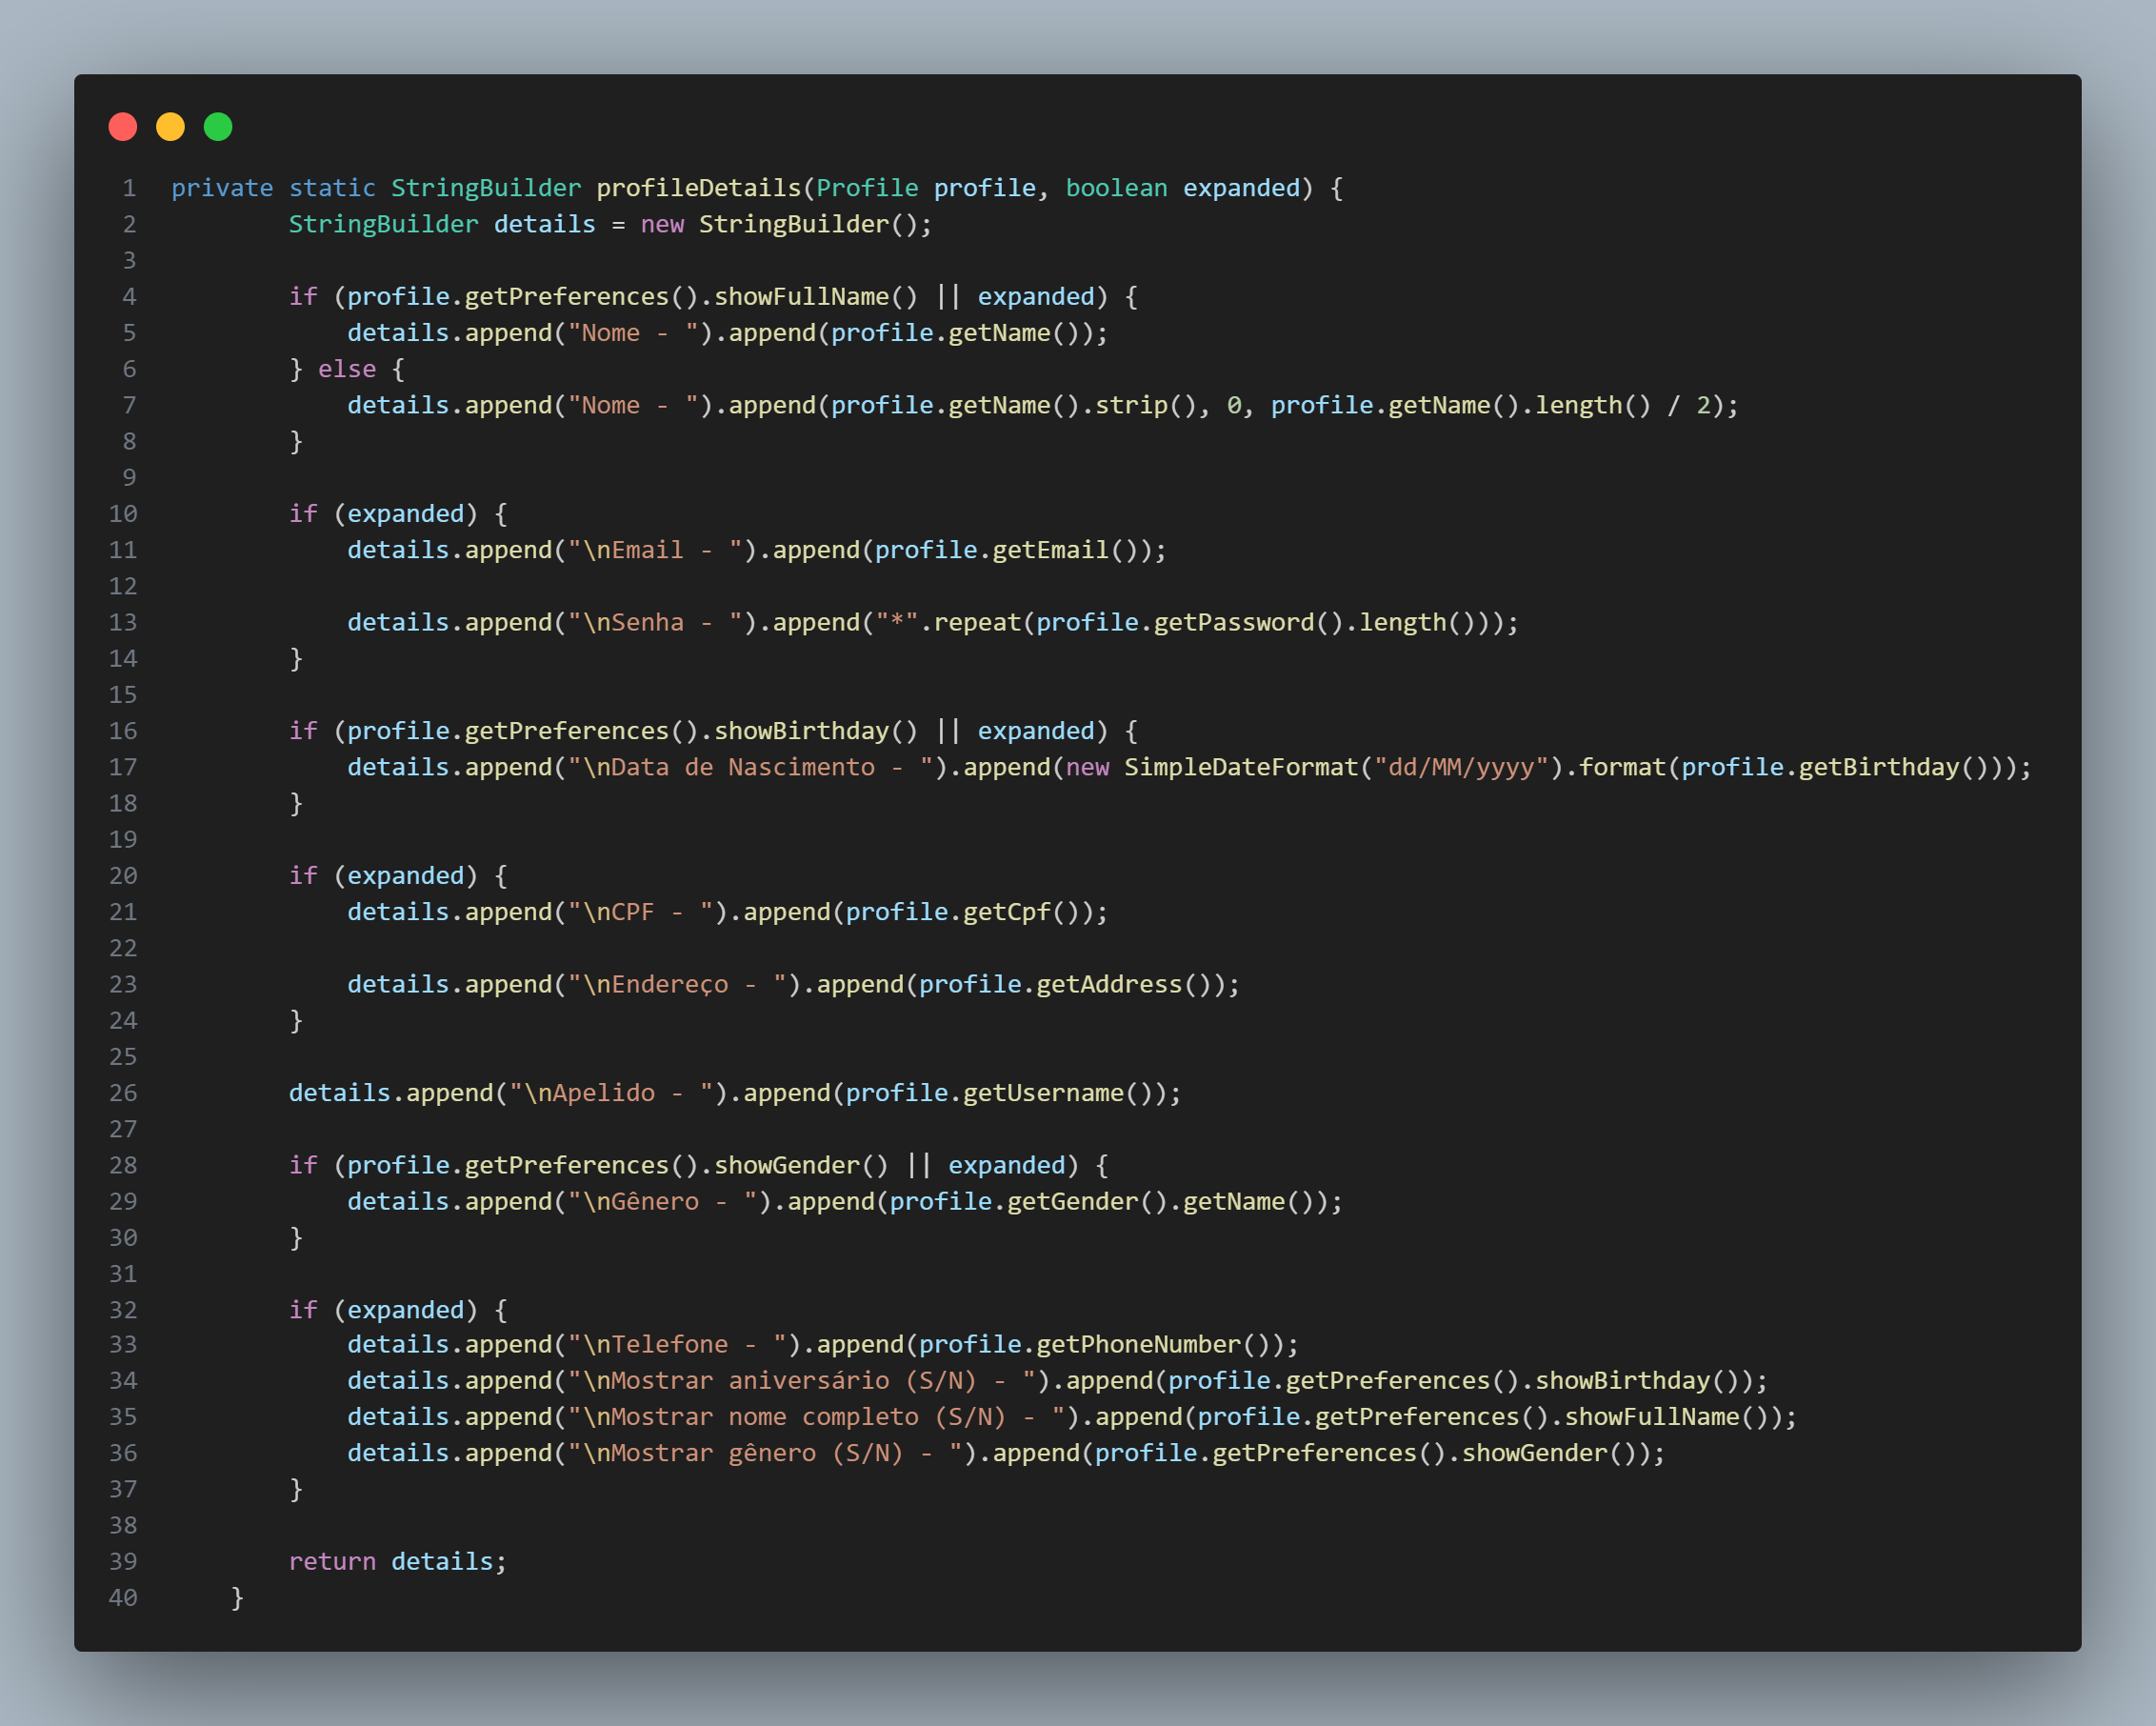 1 private static StringBuilder profileDetails(Profile profile, boolean expanded) {
2 StringBuilder details = new StringBuilder();
3
4 if (profile.getPreferences().showFullName() || expanded) {
5 details.append("Nome - ").append(profile.getName());
6 } else {
7 details.append("Nome - ").append(profile.getName().strip(), 0, profile.getName().length() / 2);
8 }
9
10 if (expanded) {
11 details.append("\nEmail - ").append(profile.getEmail());
12
13 details.append("\nSenha - ").append("*".repeat(profile.getPassword().length()));
14 }
15
16 if (profile.getPreferences().showBirthday() || expanded) {
17 details.append("\nData de Nascimento - ").append(new SimpleDateFormat("dd/MM/yyyy").format(profile.getBirthday()));
18 }
19
20 if (expanded) {
21 details.append("\nCPF - ").append(profile.getCpf());
22
23 details.append("\nEndereço - ").append(profile.getAddress());
24 }
25
26 details.append("\nApelido - ").append(profile.getUsername());
27
28 if (profile.getPreferences().showGender() || expanded) {
29 details.append("\nGênero - ").append(profile.getGender().getName());
30 }
31
32 if (expanded) {
33 details.append("\nTelefone - ").append(profile.getPhoneNumber());
34 details.append("\nMostrar aniversário (S/N) - ").append(profile.getPreferences().showBirthday());
35 details.append("\nMostrar nome completo (S/N) - ").append(profile.getPreferences().showFullName());
36 details.append("\nMostrar gênero (S/N) - ").append(profile.getPreferences().showGender());
37 }
38
39 return details;
40 }